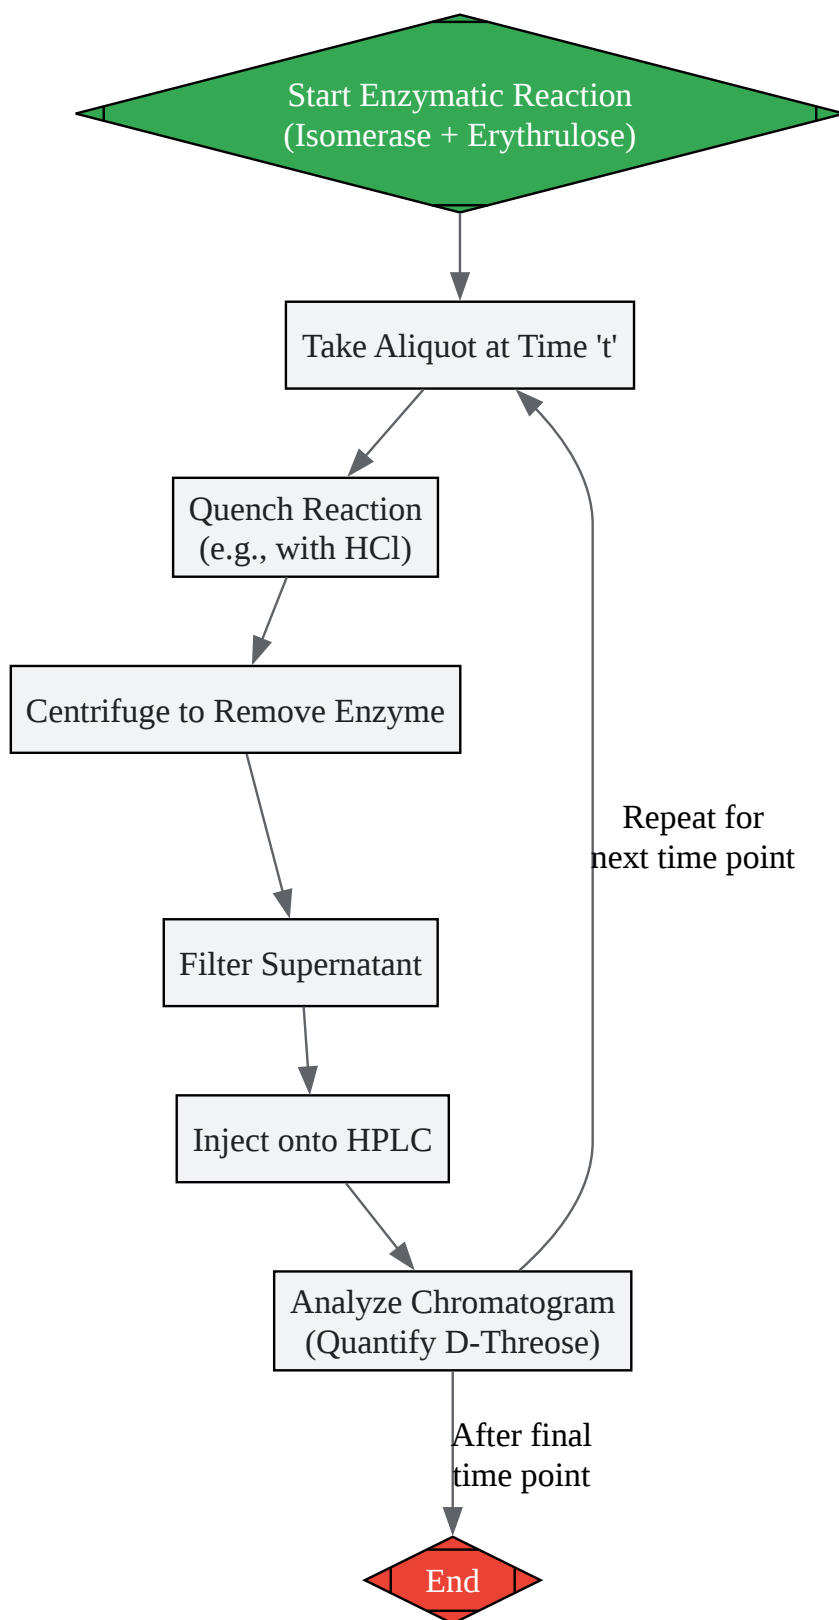 Start Enzymatic Reaction
(Isomerase + Erythrulose)
Take Aliquot at Time 't'
Quench Reaction
(e.g., with HCl)
Centrifuge to Remove Enzyme
Repeat for
next time point
Filter Supernatant
Inject onto HPLC
Analyze Chromatogram
(Quantify D-Threose)
After final
time point
End